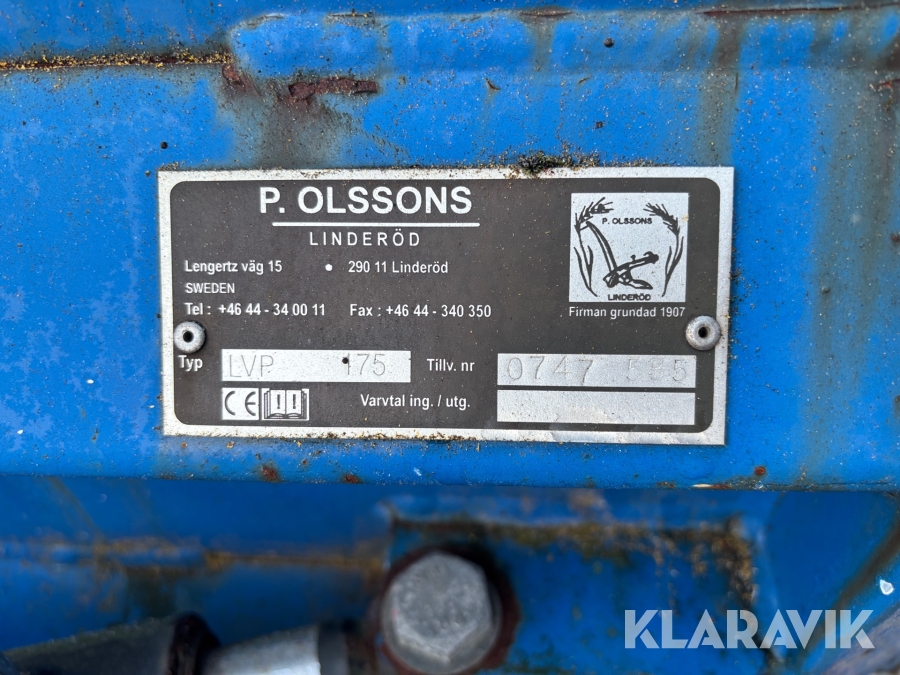 P. OLSSONS
LINDERÖD
Lengertz väg 15 • 290 11 Linderöd
SWEDEN
Tel : +46 44 - 34 00 11 Fax : +46 44 - 340 350
P. OLSSONS
LINDERÖD
Firman grundad 1907
Typ LVP 175 Tillv. nr 0747
CE
Varvtal ing. / utg.
KLARAVIK